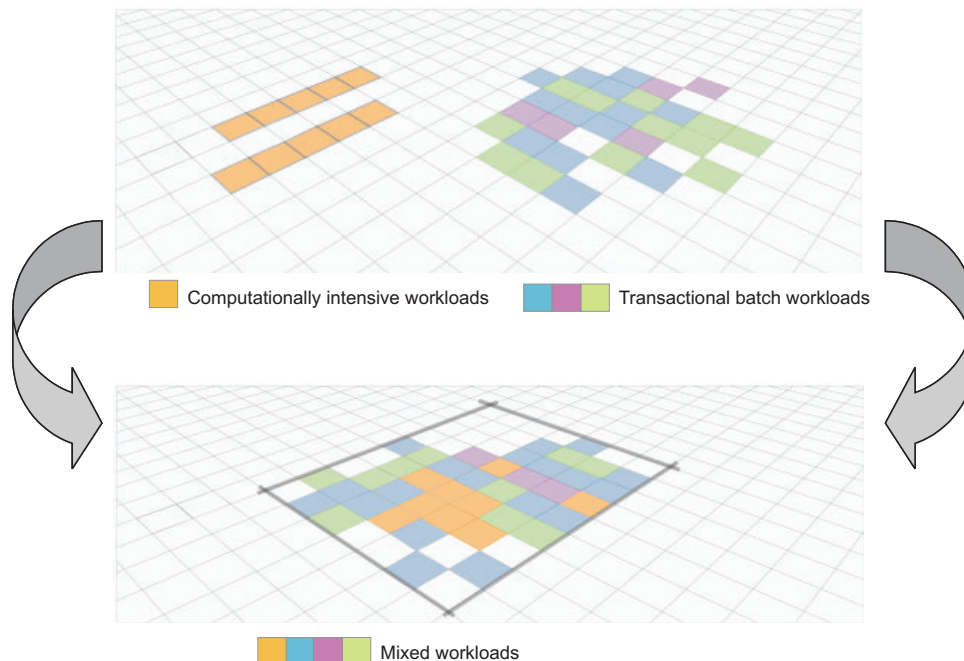 Computationally intensive workloads
Transactional batch workloads
Mixed workloads